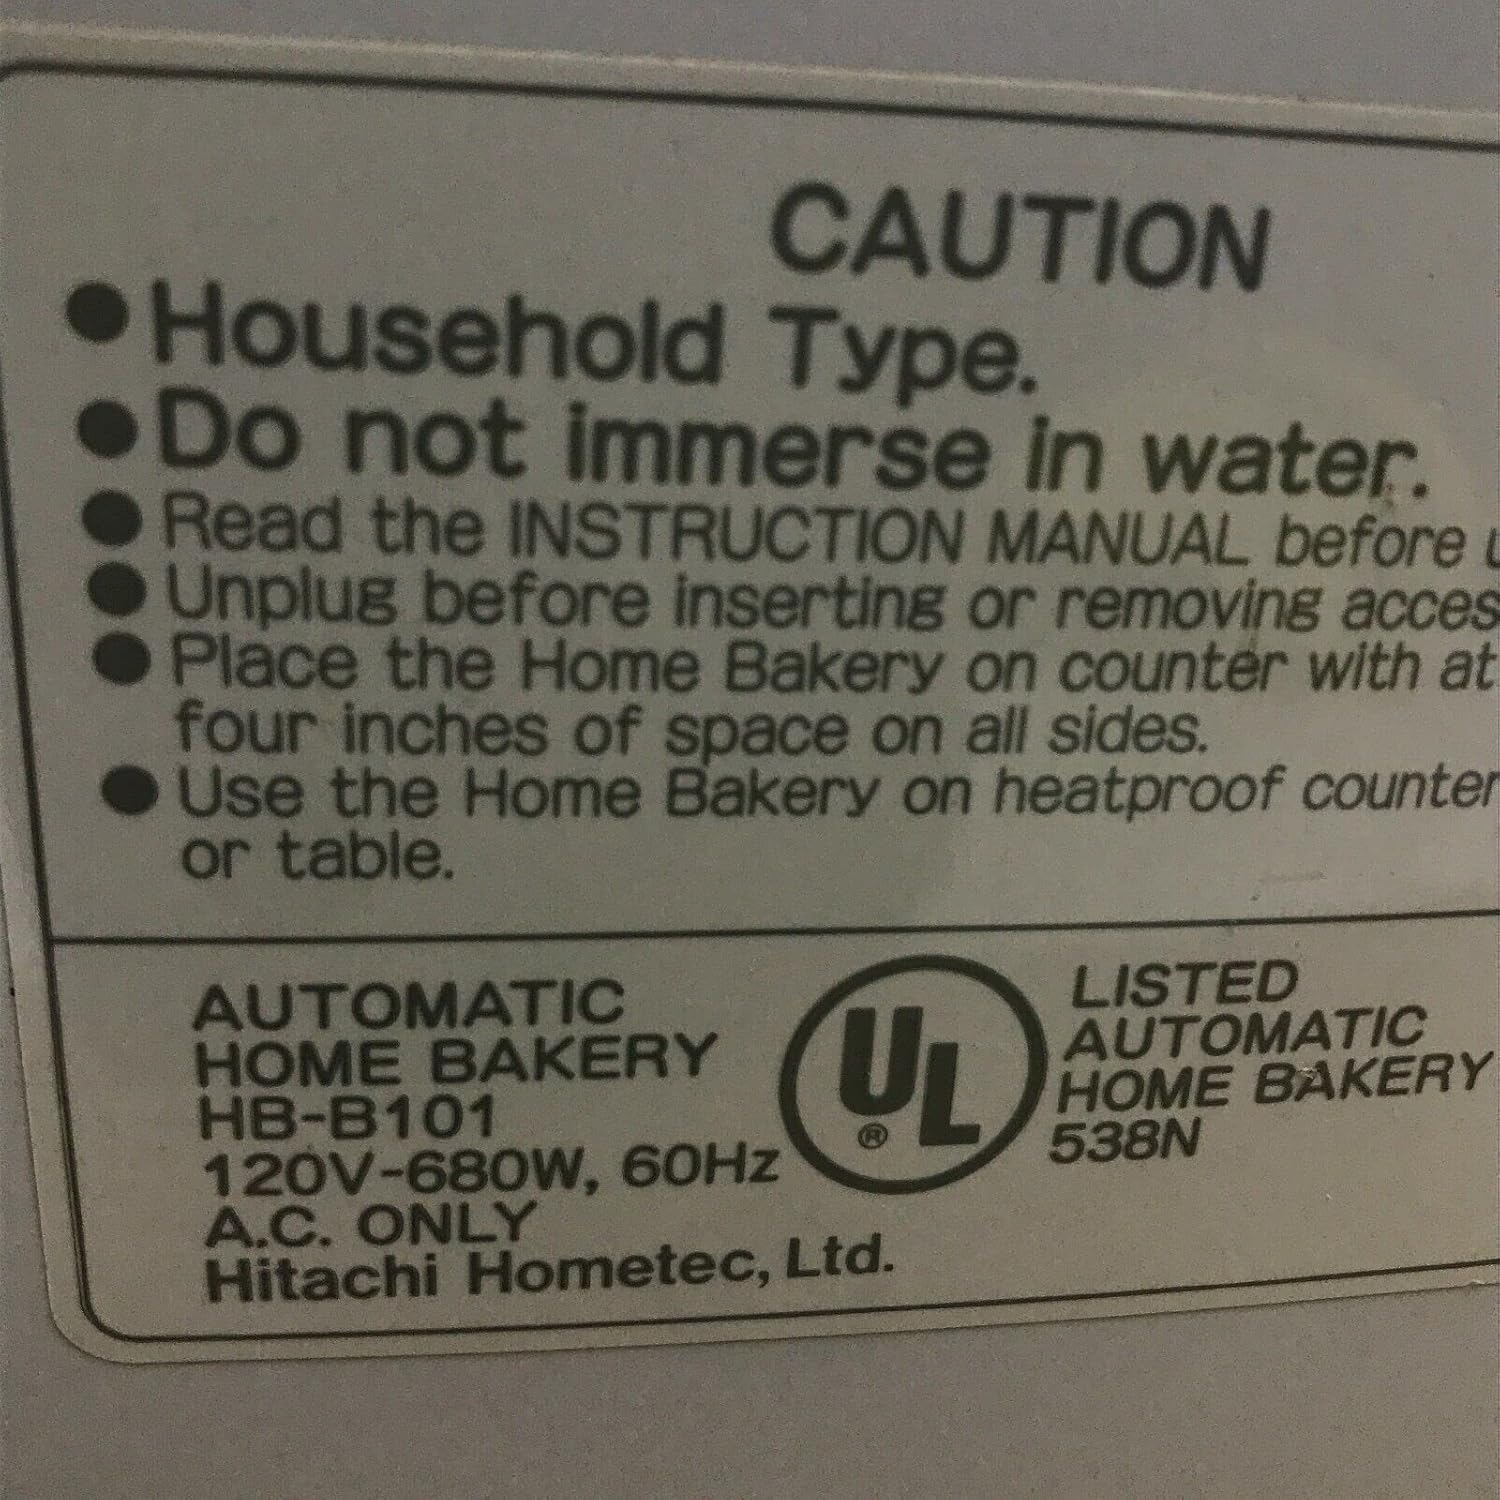 CAUTION
●Household Type.
●Do not immerse in water.
●Read the INSTRUCTION MANUAL before
●Unplug before inserting or removing acces
●Place the Home Bakery on counter with at
four inches of space on all sides.
●Use the Home Bakery on heatproof counter
or table.
AUTOMATIC
HOME BAKERY
HB-B101
120V-680W, 60Hz
A.C. ONLY
Hitachi Hometec, Ltd.
UL
®
LISTED
AUTOMATIC
HOME BAKERY
538N